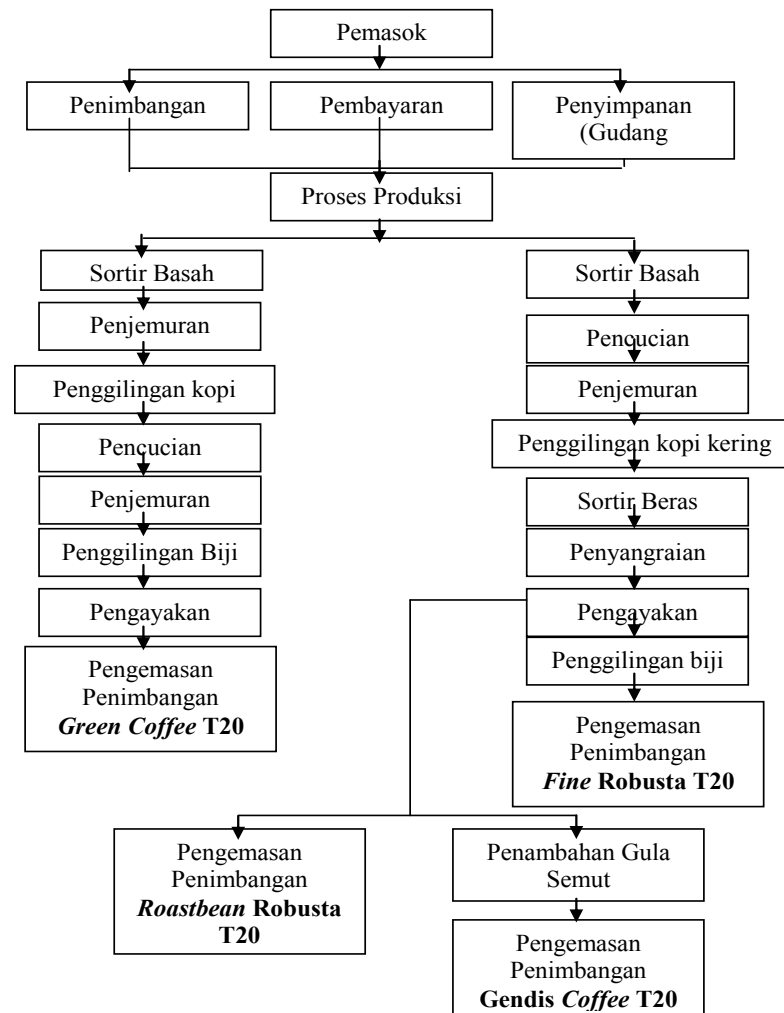 Pemasok
Penimbangan
Pembayaran
Penyimpanan
(Gudang
Proses Produksi
Sortir Basah
Penjemuran
Penggilingan kopi
Pencucian
Penjemuran
Penggilingan Biji
Pengayakan
Pengemasan
Penimbangan
Green Coffee T20
Sortir Basah
Pencucian
Penjemuran
Penggilingan kopi kering
Sortir Beras
Penyangraian
Pengayakan
Penggilingan biji
Pengemasan
Penimbangan
Fine Robusta T20
Pengemasan
Penimbangan
Roastbean Robusta
T20
Penambahan Gula
Semut
Pengemasan
Penimbangan
Gendis Coffee T20